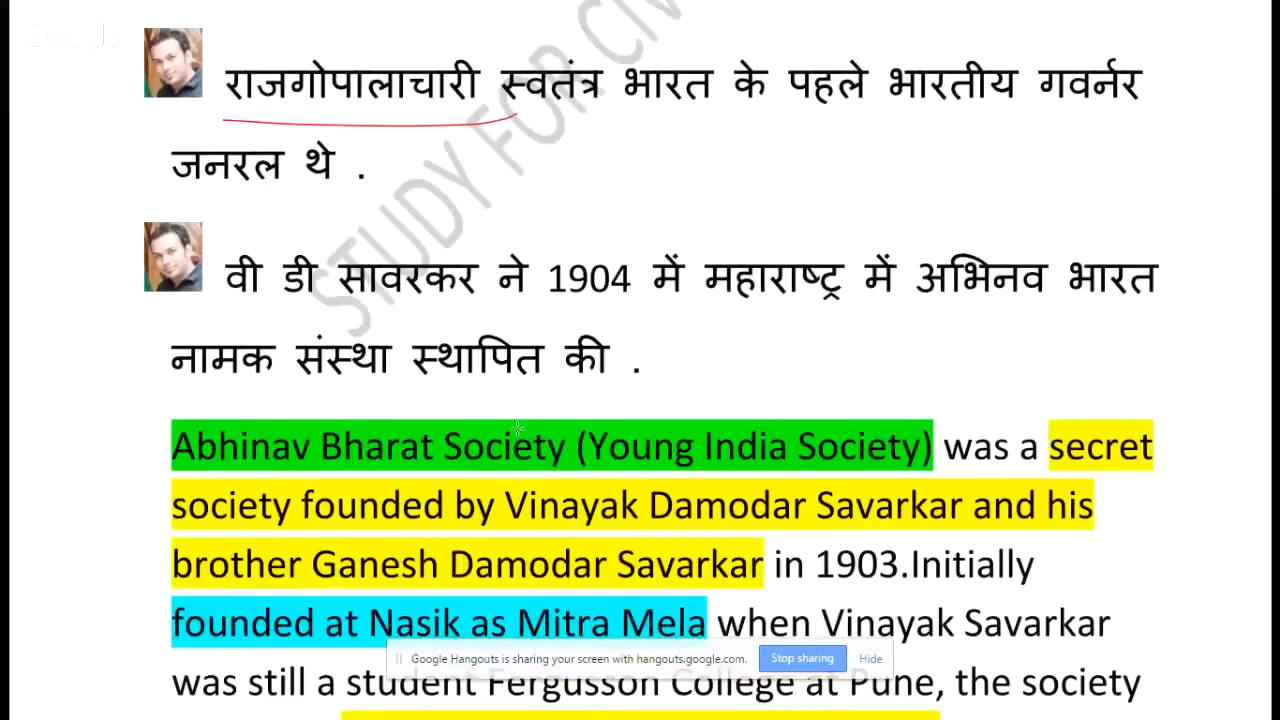 राजगोपालाचारी स्वतंत्र भारत के पहले भारतीय गवर्नर
जनरल थे .
वी डी सावरकर ने 1904 में महाराष्ट्र में अभिनव भारत
नामक संस्था स्थापित की .
Abhinav Bharat Society (Young India Society) was a secret
society founded by Vinayak Damodar Savarkar and his
brother Ganesh Damodar Savarkar in 1903.Initially
founded at Nasik as Mitra Mela when Vinayak Savarkar
Google Hangouts is sharing your screen with hangouts.google.com. Stop sharing Hide
was still a student Fergusson College at Pune, the society
STUDY FOR